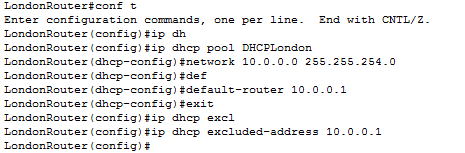 LondonRouter#conf t
Enter configuration commands, one per line.  End with CNTL/Z.
LondonRouter(config)#ip dh
LondonRouter(config)#ip dhcp pool DHCPLondon
LondonRouter(dhcp-config)#network 10.0.0.0 255.255.254.0
LondonRouter(dhcp-config)#def
LondonRouter(dhcp-config)#default-router 10.0.0.1
LondonRouter(dhcp-config)#exit
LondonRouter(config)#ip dhcp excl
LondonRouter(config)#ip dhcp excluded-address 10.0.0.1
LondonRouter(config)#